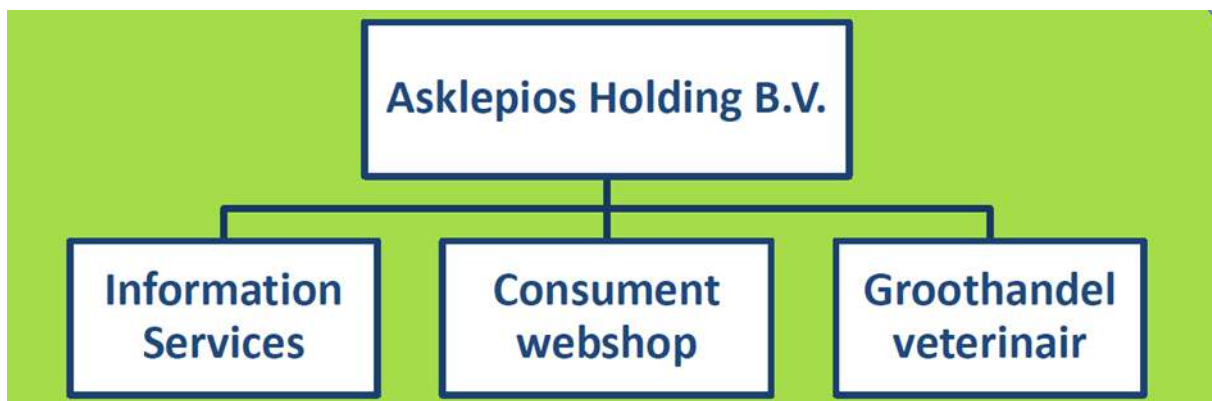 Asklepios Holding B.V.
Information
Services
Consument
webshop
Groothandel
veterinair